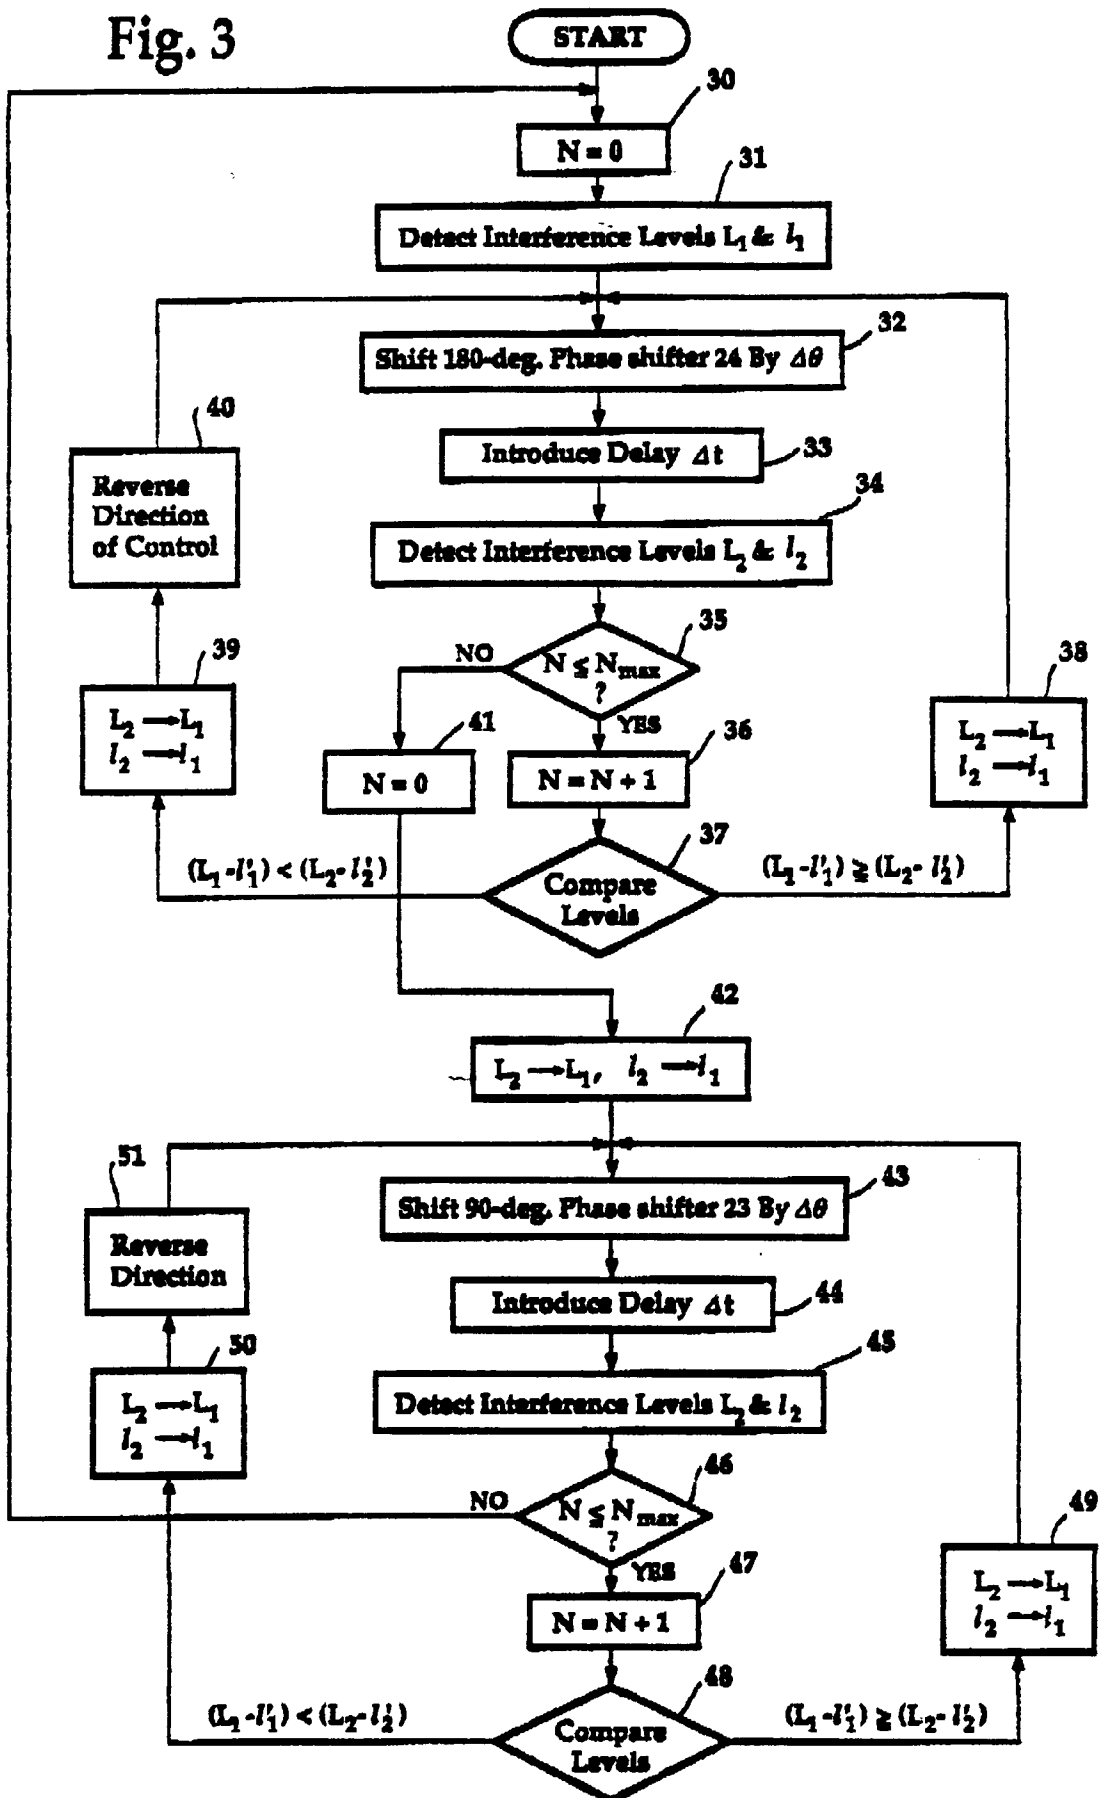 Fig. 3
START
30
N = 0
31
Detect Interference Levels L₁ & l₁
32
Shift 180-deg. Phase shifter 24 By Δθ
40
Reverse
Direction
of Control
Introduce Delay Δt
33
34
Detect Interference Levels L₂ & l₂
35
NO
N ≦ Nmax
?
YES
39
L₂ → L₁
l₂ → l₁
38
L₂ → L₁
l₂ → l₁
41
N = 0
36
N = N + 1
37
(L₁ - l'₁) < (L₂ - l'₂)
Compare
Levels
(L₁ - l'₁) ≧ (L₂ - l'₂)
42
L₂ → L₁, l₂ → l₁
51
Reverse
Direction
43
Shift 90-deg. Phase shifter 23 By Δθ
Introduce Delay Δt
44
50
L₂ → L₁
l₂ → l₁
45
Detect Interference Levels L₂ & l₂
46
NO
N ≦ Nmax
?
YES
49
L₂ → L₁
l₂ → l₁
47
N = N + 1
48
(L₁ - l'₁) < (L₂ - l'₂)
Compare
Levels
(L₁ - l'₁) ≧ (L₂ - l'₂)